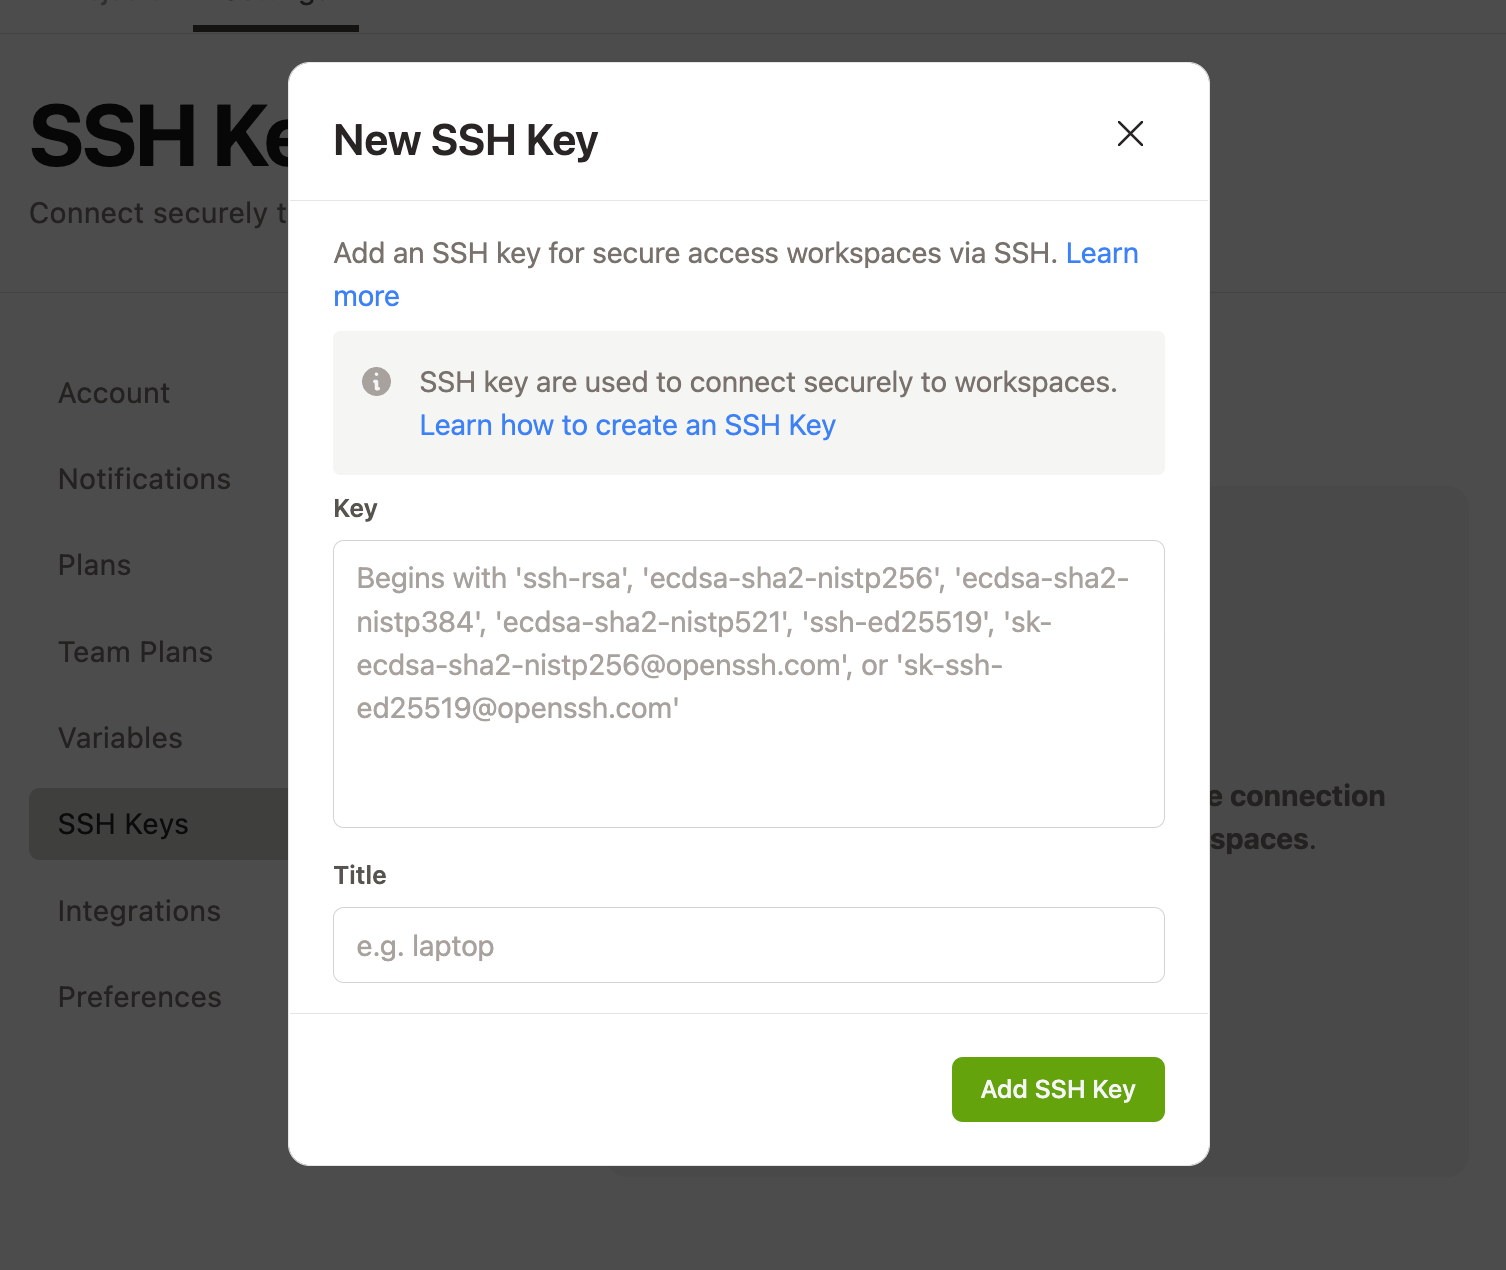 SSH Ke
Connect securely t
Account
Notifications
Plans
Team Plans
Variables
SSH Keys
Integrations
Preferences
New SSH Key
Add an SSH key for secure access workspaces via SSH. Learn
more
SSH key are used to connect securely to workspaces.
Learn how to create an SSH Key
Key
Begins with 'ssh-rsa', 'ecdsa-sha2-nistp256', 'ecdsa-sha2-
nistp384', 'ecdsa-sha2-nistp521', 'ssh-ed25519', 'sk-
ecdsa-sha2-nistp256@openssh.com', or 'sk-ssh-
ed25519@openssh.com'
Title
e.g. laptop
Add SSH Key
e connection
spaces.